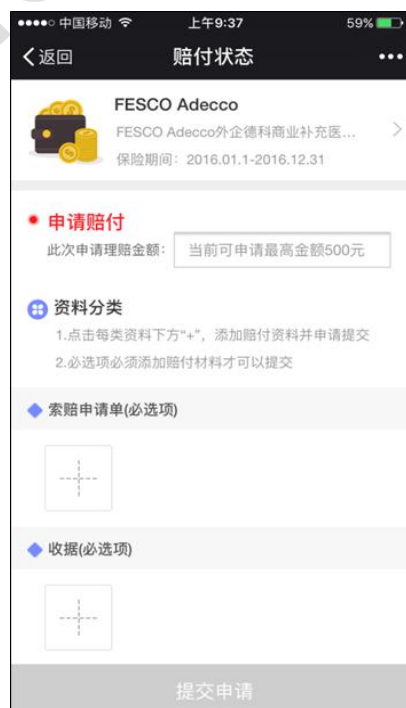 中国移动 上午9:37 59%
返回 赔付状态
FESCO Adecco
FESCO Adecco外企德科商业补充医...
保险期间：2016.01.1-2016.12.31
申请赔付
此次申请理赔金额： 当前可申请最高金额500元
资料分类
1.点击每类资料下方“+”，添加赔付资料并申请提交
2.必选项必须添加赔付材料才可以提交
索赔申请单(必选项)
收据(必选项)
提交申请